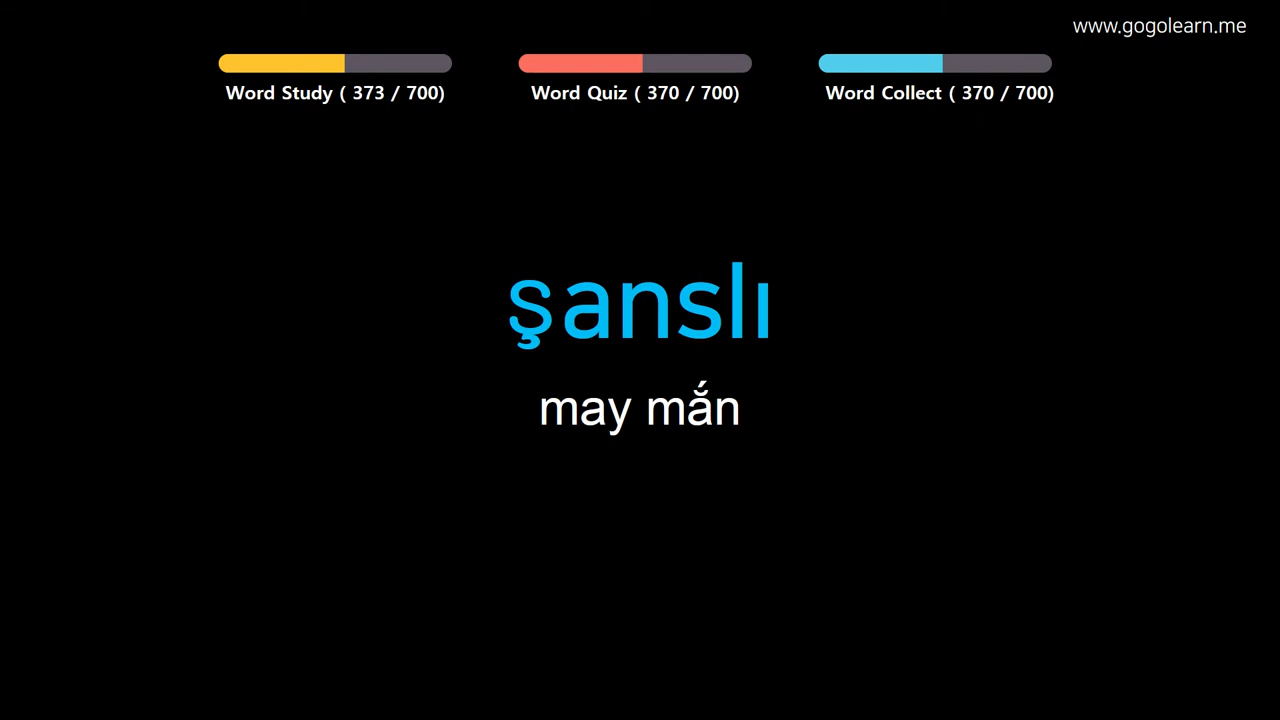 www.gogolearn.me
Word Study ( 373 / 700)
Word Quiz ( 370 / 700)
Word Collect ( 370 / 700)
şanslı
may mắn